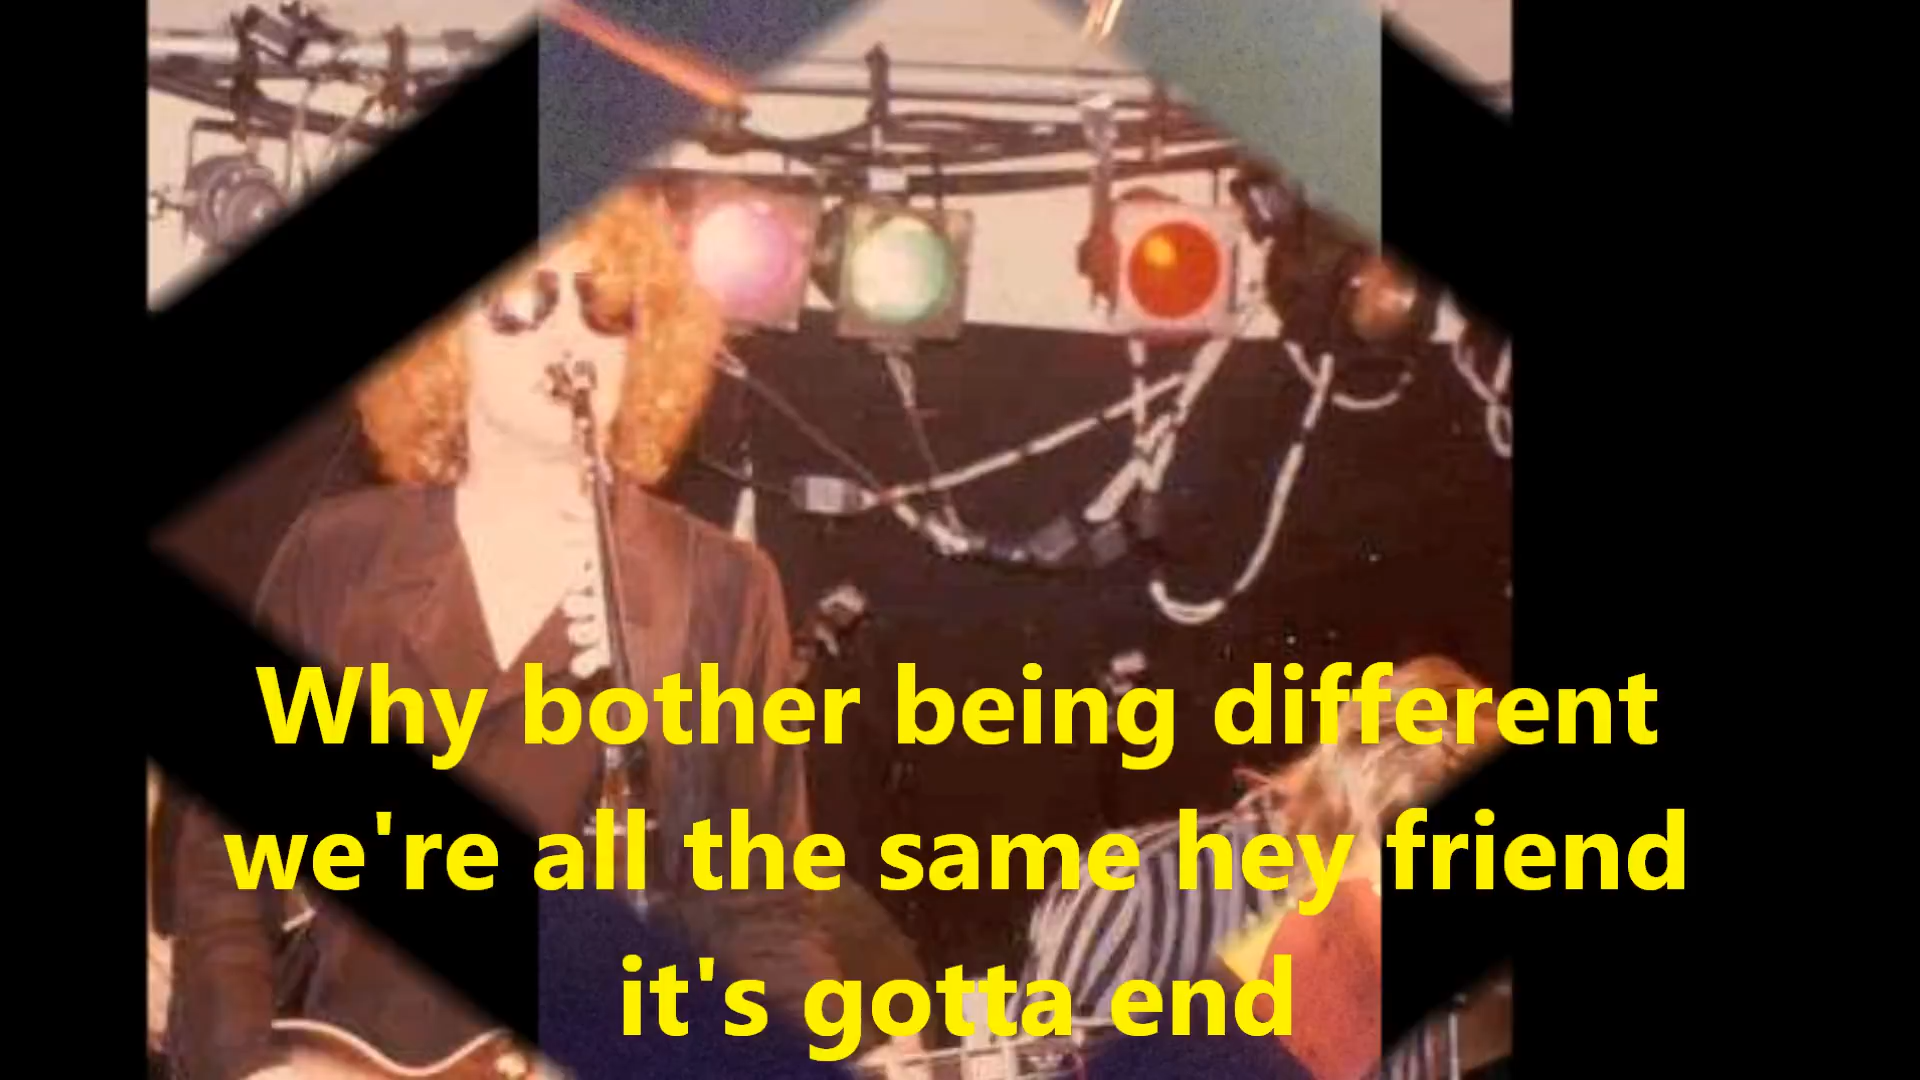 Why bother being different
we're all the same hey friend
it's gotta end